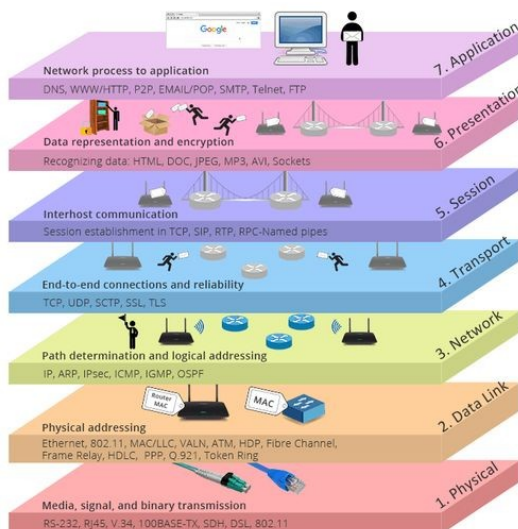 Google
7. Application
Network process to application
DNS, WWW/HTTP, P2P, EMAIL/POP, SMTP, Telnet, FTP
6. Presentation
Data representation and encryption
Recognizing data: HTML, DOC, JPEG, MP3, AVI, Sockets
5. Session
Interhost communication
Session establishment in TCP, SIP, RTP, RPC-Named pipes
4. Transport
End-to-end connections and reliability
TCP, UDP, SCTP, SSL, TLS
3. Network
Path determination and logical addressing
IP, ARP, IPsec, ICMP, IGMP, OSPF
2. Data Link
Router
MAC
MAC
Physical addressing
Ethernet, 802.11, MAC/LLC, VALN, ATM, HDP, Fibre Channel,
Frame Relay, HDLC, PPP, Q.921, Token Ring
1. Physical
Media, signal, and binary transmission
RS-232, RJ45, V.34, 100BASE-TX, SDH, DSL, 802.11